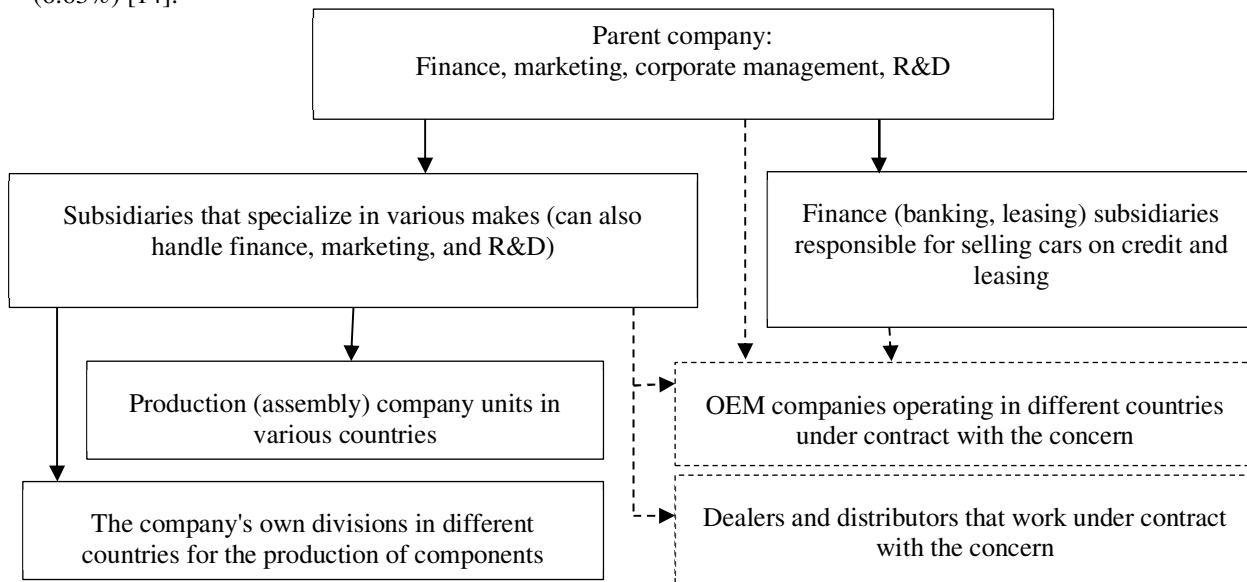 Parent company:
Finance, marketing, corporate management, R&D
Subsidiaries that specialize in various makes (can also
handle finance, marketing, and R&D)
Finance (banking, leasing) subsidiaries
responsible for selling cars on credit and
leasing
Production (assembly) company units in
various countries
OEM companies operating in different countries
under contract with the concern
The company's own divisions in different
countries for the production of components
Dealers and distributors that work under contract
with the concern